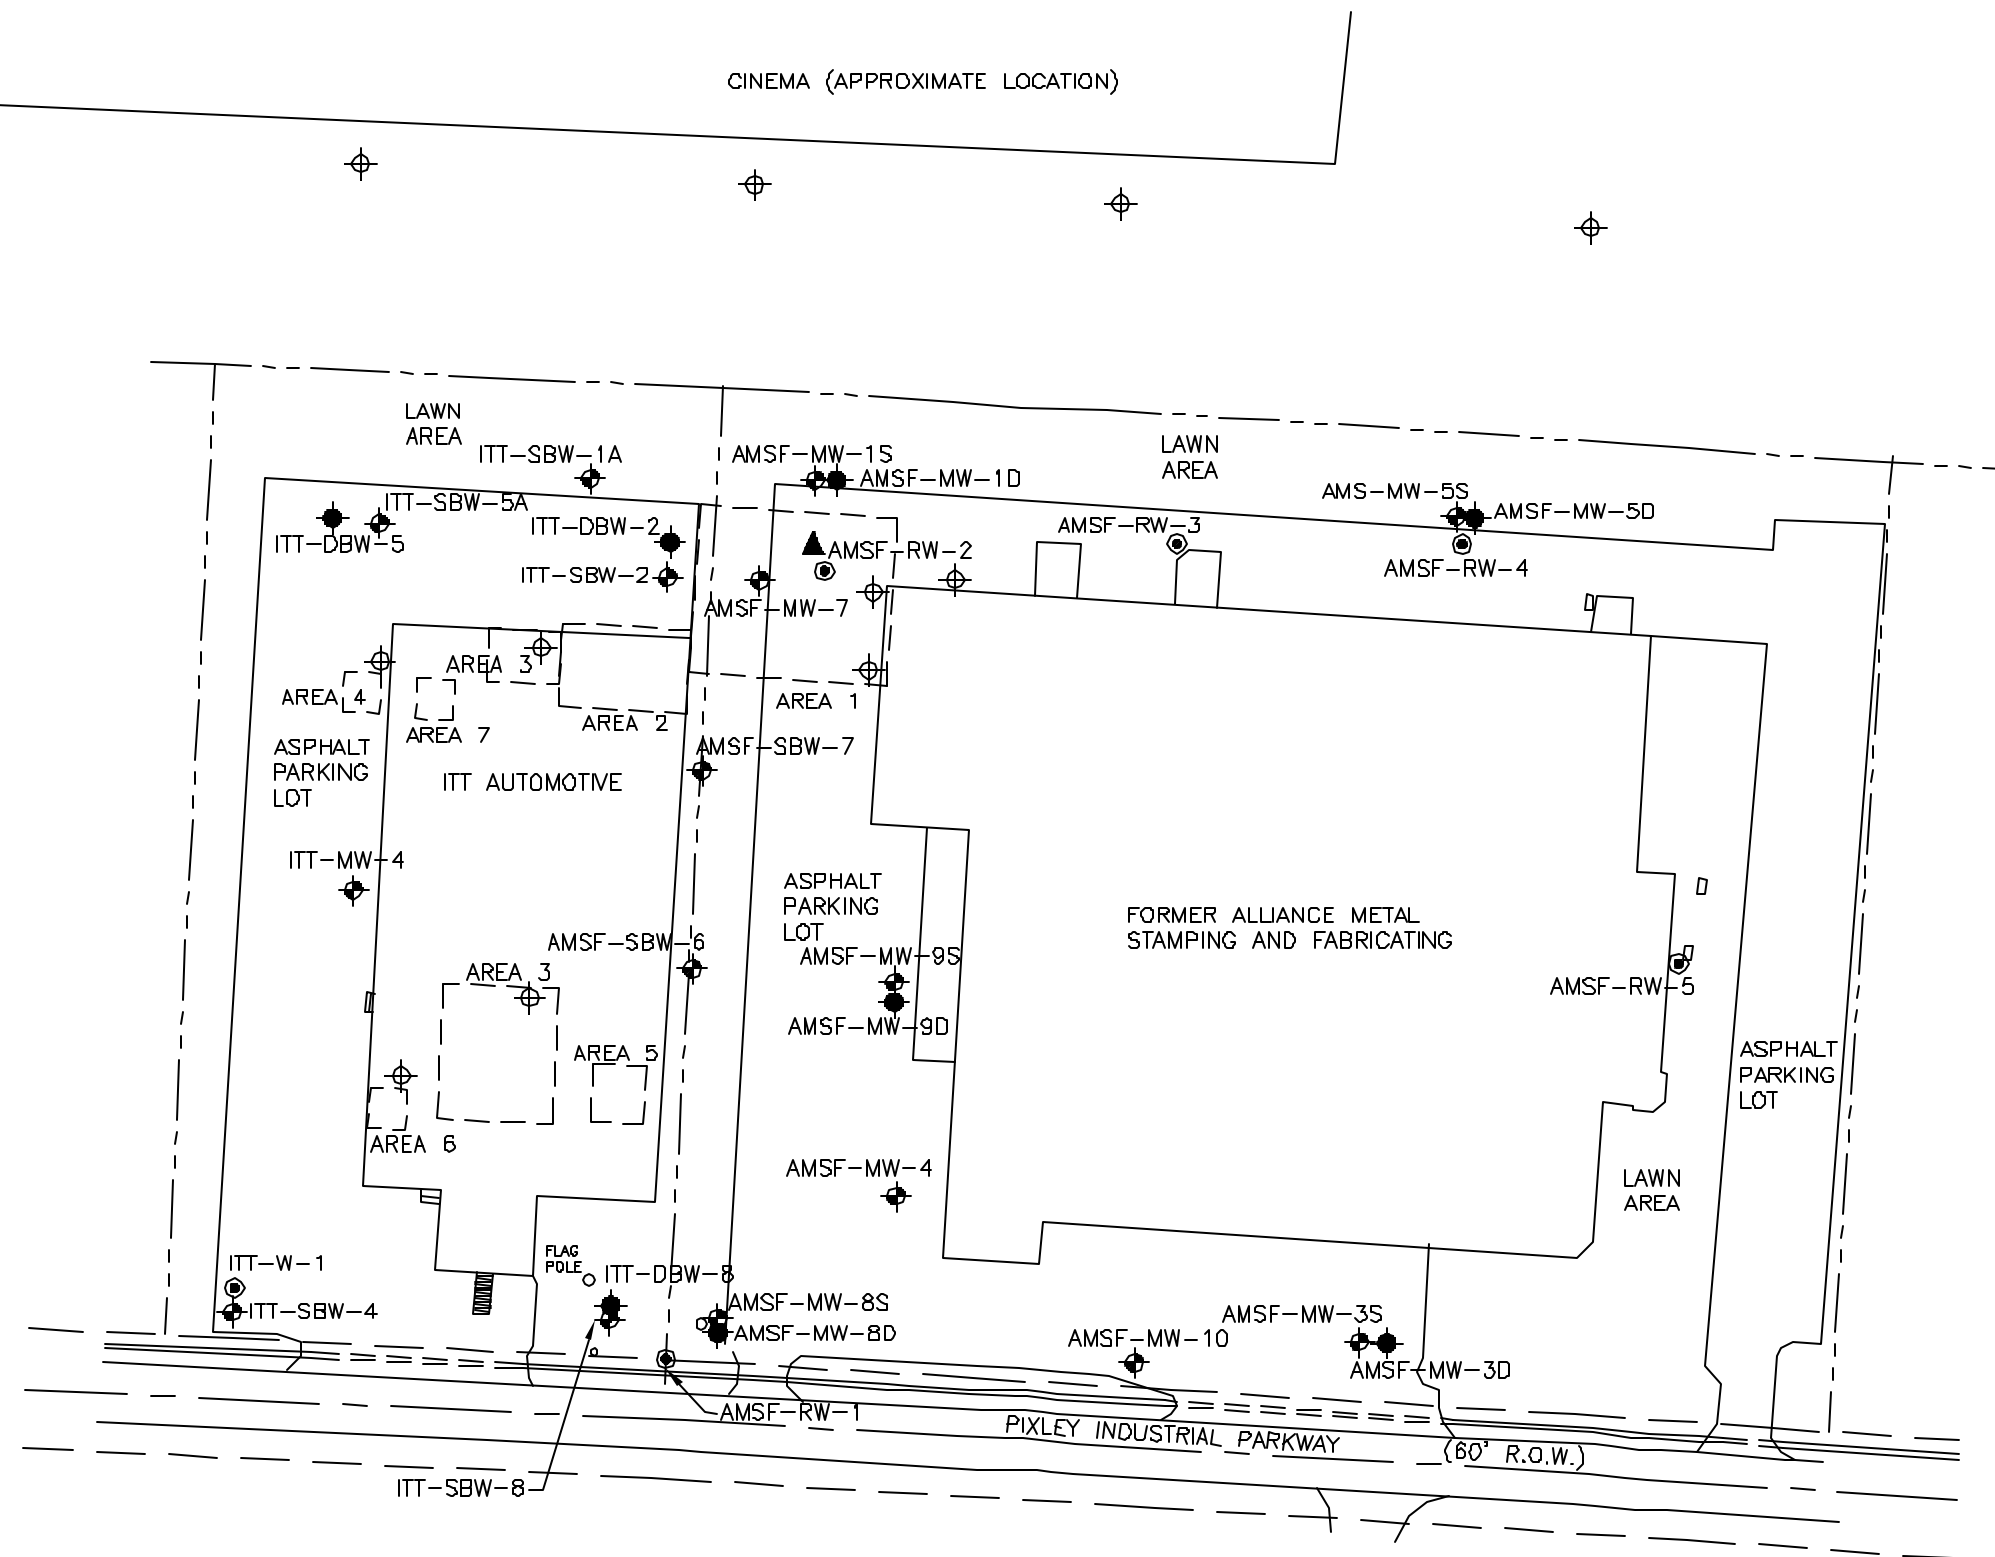 CINEMA (APPROXIMATE LOCATION)
LAWN
AREA
ITT-SBW-1A
AMSF-MW-1S
AMSF-MW-1D
LAWN
AREA
AMS-MW-5S
AMSF-MW-5D
ITT-SBW-5A
ITT-DBW-5
ITT-DBW-2
ITT-SBW-2
AMSF-RW-2
AMSF-RW-3
AMSF-RW-4
AMSF-MW-7
AREA 3
AREA 4
AREA 7
AREA 2
AREA 1
ASPHALT
PARKING
LOT
AMSF-SBW-7
ITT AUTOMOTIVE
ITT-MW-4
ASPHALT
PARKING
LOT
FORMER ALLIANCE METAL
STAMPING AND FABRICATING
AMSF-SBW-6
AMSF-MW-9S
AREA 3
AMSF-RW-5
AMSF-MW-9D
AREA 5
ASPHALT
PARKING
LOT
AREA 6
AMSF-MW-4
LAWN
AREA
FLAG
POLE
ITT-W-1
ITT-DBW-8
ITT-SBW-4
AMSF-MW-8S
AMSF-MW-8D
AMSF-MW-3S
AMSF-MW-10
AMSF-MW-3D
AMSF-RW-1
PIXLEY INDUSTRIAL PARKWAY (60' R.O.W.)
ITT-SBW-8